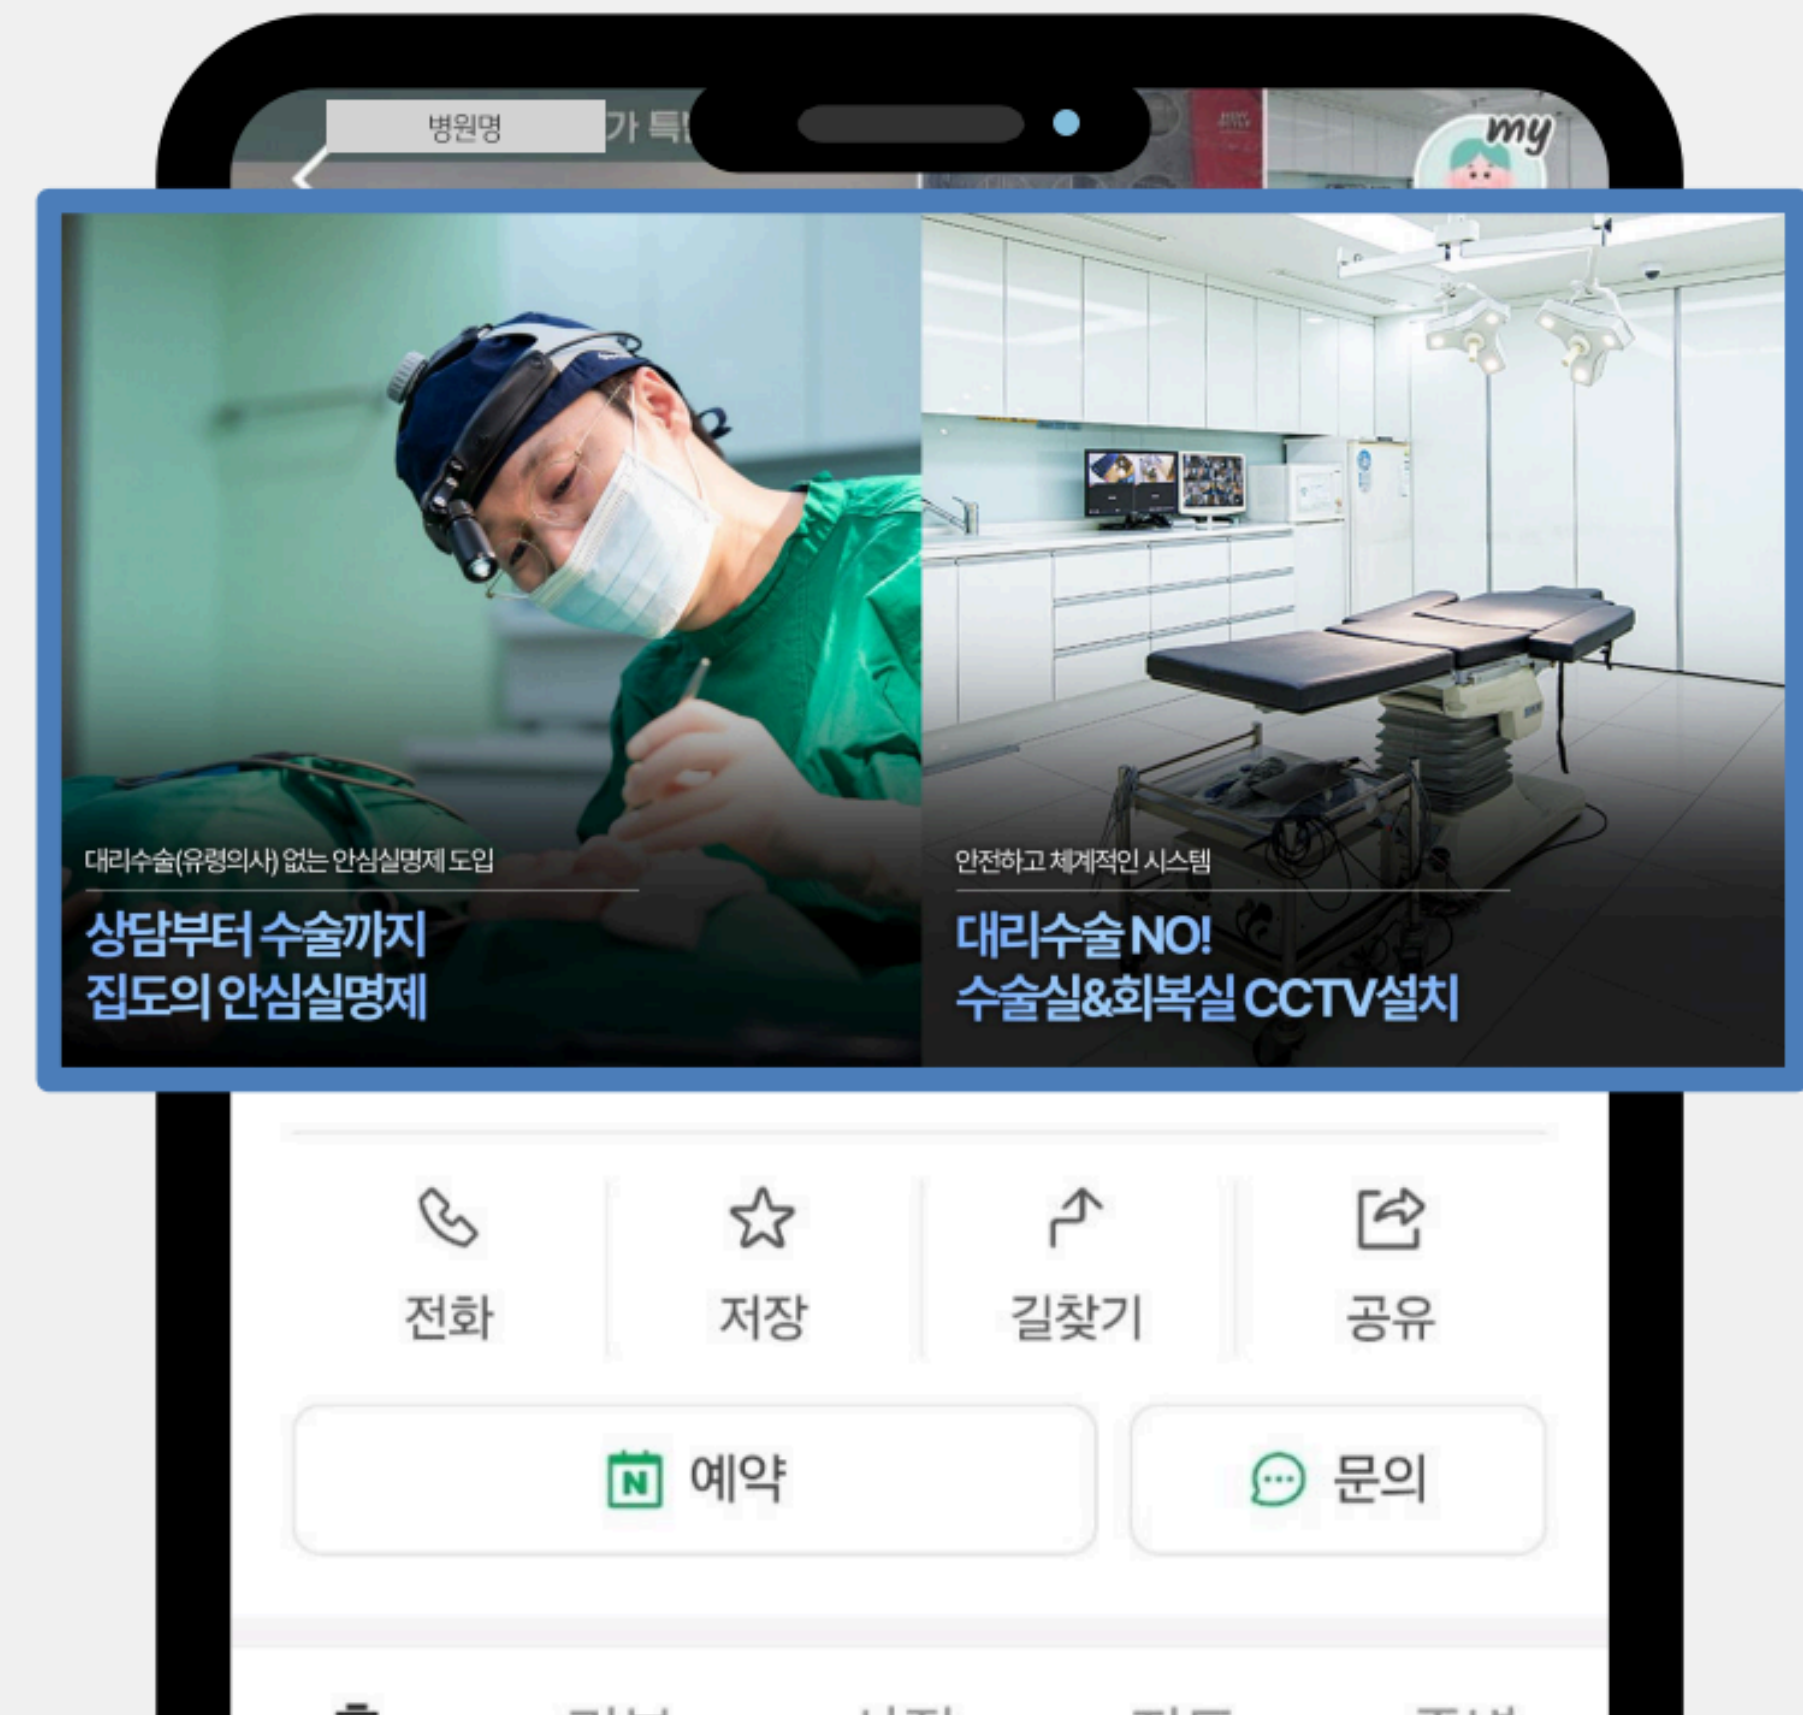 병원명
가
my
대리수술(유령의사) 없는 안심실명제 도입
상담부터 수술까지
집도의 안심실명제
안전하고 체계적인 시스템
대리수술 NO!
수술실&회복실 CCTV설치
전화
저장
길찾기
공유
N 예약
문의